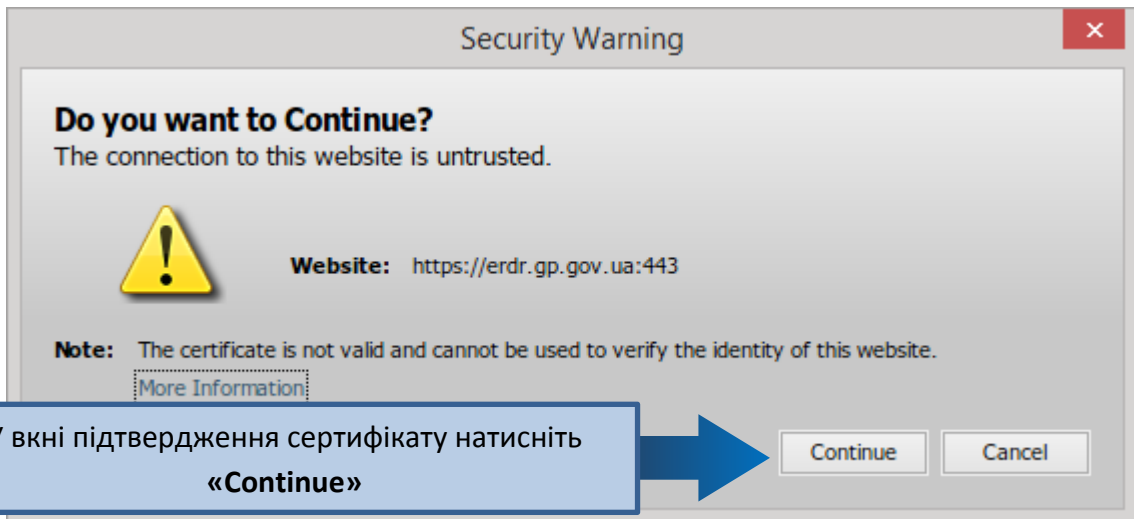 Security Warning
Do you want to Continue?
The connection to this website is untrusted.
Website: https://erdr.gp.gov.ua:443
Note: The certificate is not valid and cannot be used to verify the identity of this website.
More Information
У вкні підтвердження сертифікату натисніть
«Continue»
Continue Cancel